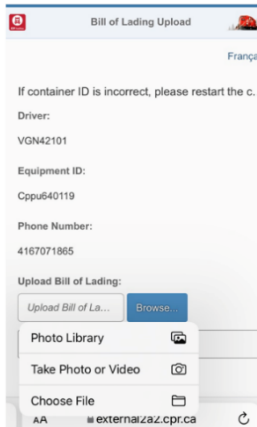 Bill of Lading Upload
França
If container ID is incorrect, please restart the c.
Driver:
VGN42101
Equipment ID:
Cppu640119
Phone Number:
4167071865
Upload Bill of Lading:
Upload Bill of La...
Browse...
Photo Library
Take Photo or Video
Choose File
AA
external2a2.cpr.ca